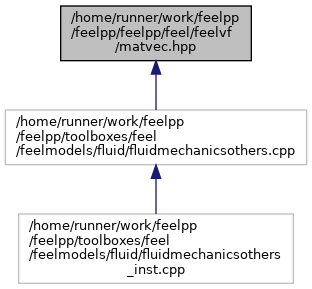 /home/runner/work/feelpp
/feelpp/feelpp/feel/feelvf
/matvec.hpp
/home/runner/work/feelpp
/feelpp/toolboxes/feel
/feelmodels/fluid/fluidmechanicsothers.cpp
/home/runner/work/feelpp
/feelpp/toolboxes/feel
/feelmodels/fluid/fluidmechanicsothers
_inst.cpp